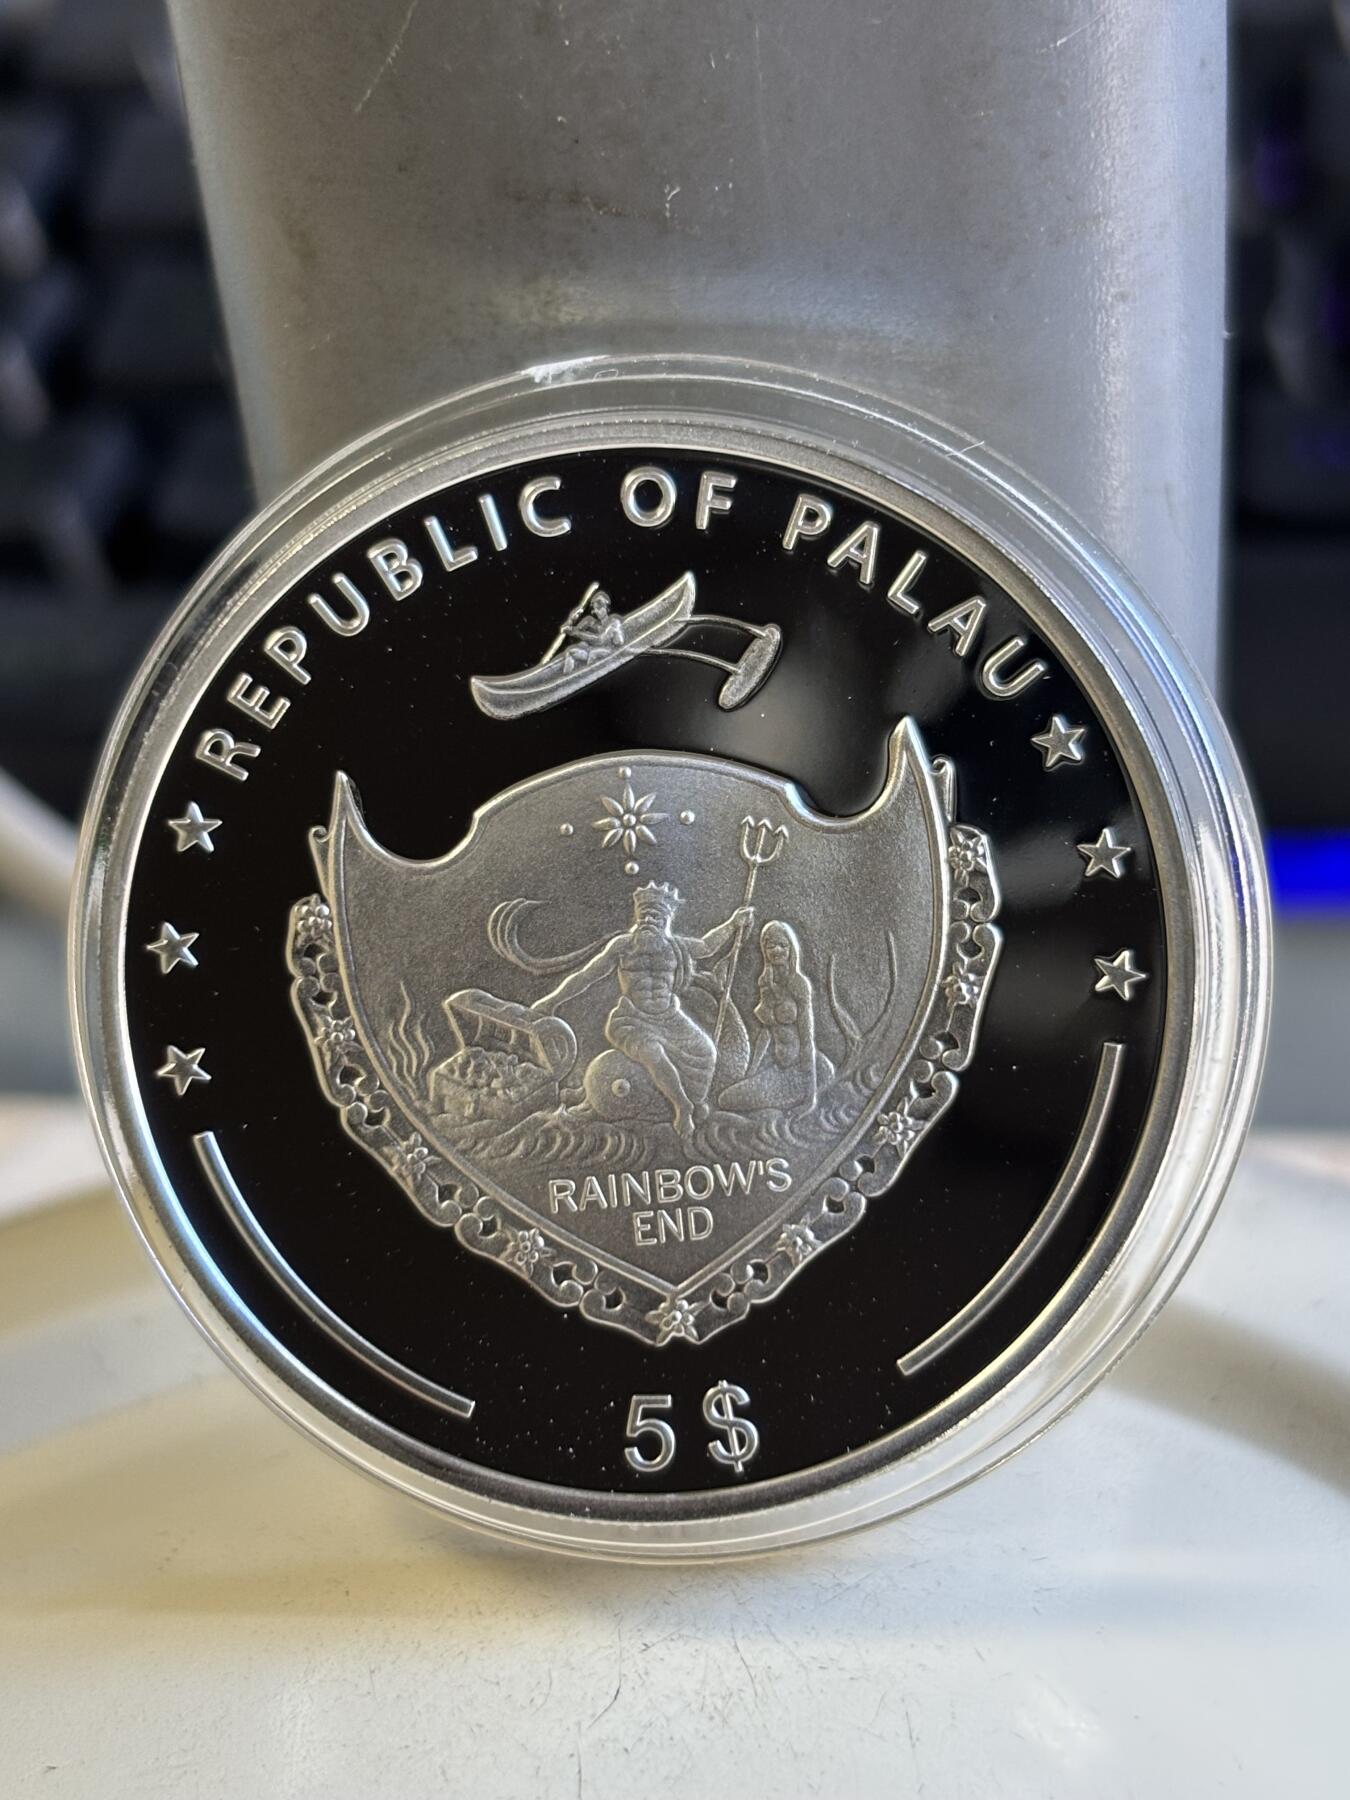 REPUBLIC OF PALAU
RAINBOW'S
END
5 $